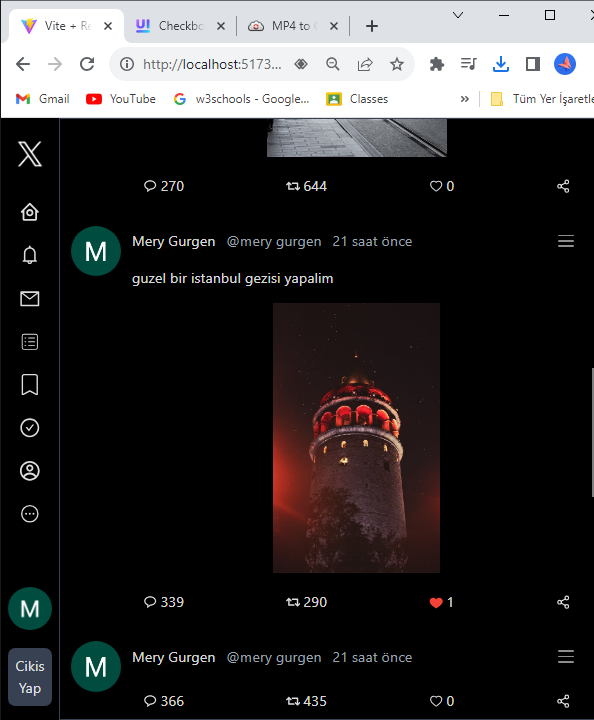 Vite + Re
Checkbo
MP4 to
http://localhost:5173...
Gmail
YouTube
w3schools - Google...
Classes
»
Tüm Yer İşaretle
270
644
0
M
Mery Gurgen @mery gurgen 21 saat önce
guzel bir istanbul gezisi yapalim
339
290
1
M
Cikis
Yap
M
Mery Gurgen @mery gurgen 21 saat önce
366
435
0